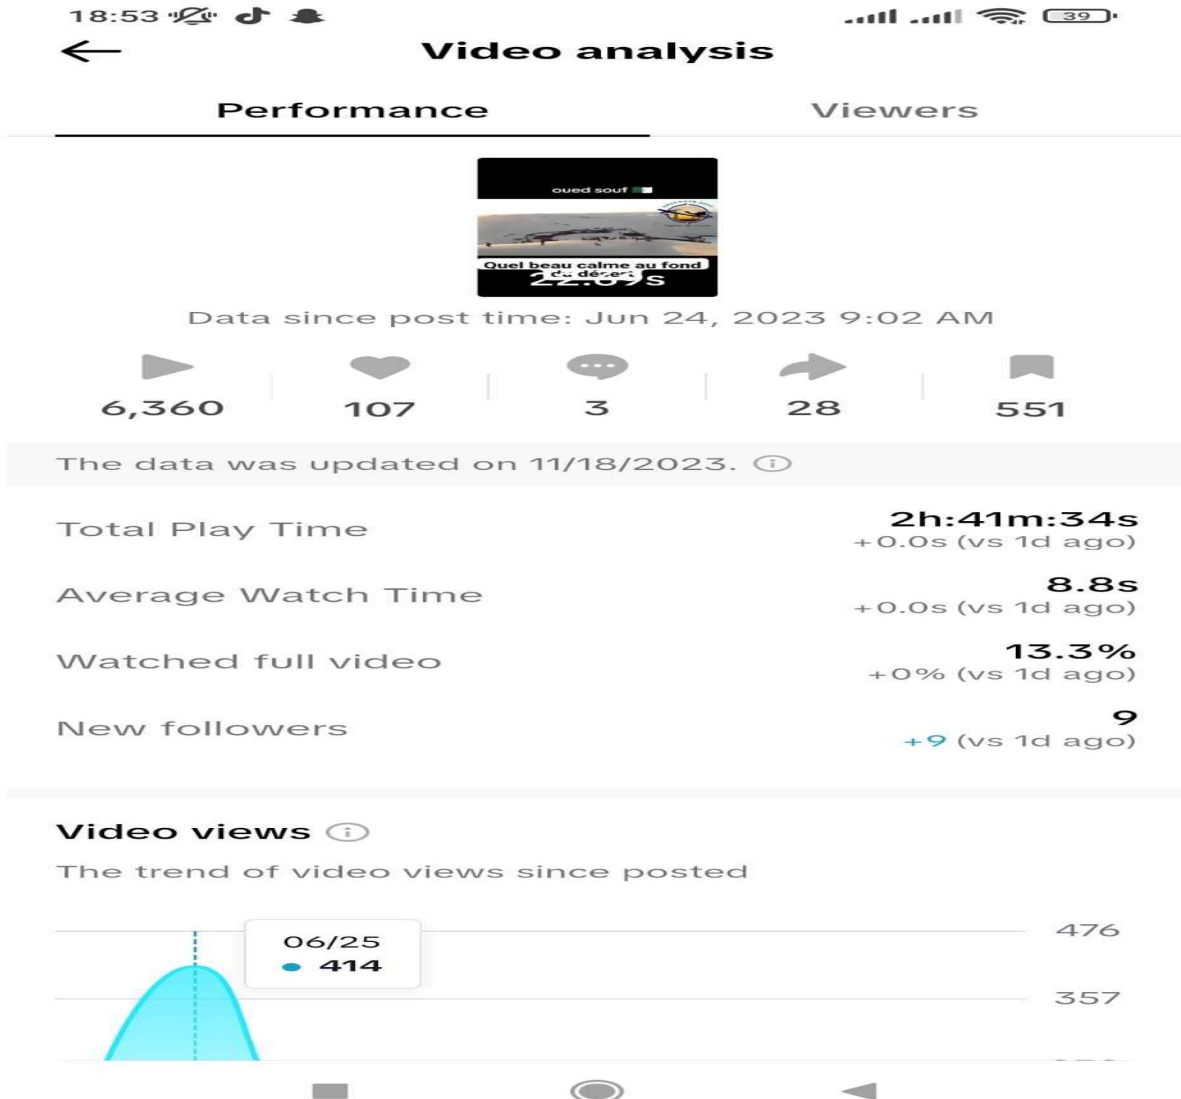 18:53
39
Video analysis
Performance Viewers
oued souf
Quel beau calme au fond
du désert
Data since post time: Jun 24, 2023 9:02 AM
6,360 107 3 28 551
The data was updated on 11/18/2023.
Total Play Time 2h:41m:34s
+0.0s (vs 1d ago)
Average Watch Time 8.8s
+0.0s (vs 1d ago)
Watched full video 13.3%
+0% (vs 1d ago)
New followers 9
+9 (vs 1d ago)
Video views
The trend of video views since posted
476
06/25
414
357